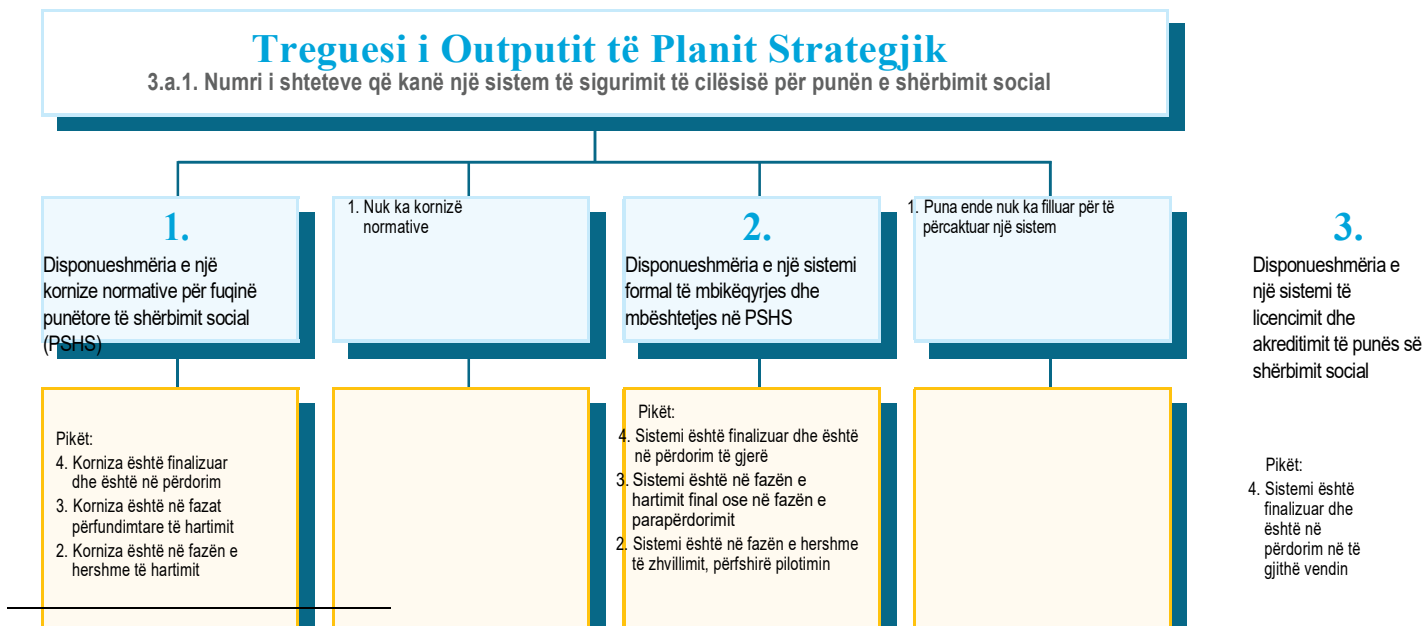 Treguesi i Outputit të Planit Strategjik
3.a.1. Numri i shteteve që kanë një sistem të sigurimit të cilësisë për punën e shërbimit social
1.
Disponueshmëria e një
kornize normative për fuqinë
punëtore të shërbimit social
(PSHS)
1. Nuk ka kornizë
normative
2.
Disponueshmëria e një sistemi
formal të mbikëqyrjes dhe
mbështetjes në PSHS
1. Puna ende nuk ka filluar për të
përcaktuar një sistem
3.
Disponueshmëria e
një sistemi të
licencimit dhe
akreditimit të punës së
shërbimit social
Pikët:
4. Korniza është finalizuar
dhe është në përdorim
3. Korniza është në fazat
përfundimtare të hartimit
2. Korniza është në fazën e
hershme të hartimit
Pikët:
4. Sistemi është finalizuar dhe është
në përdorim të gjerë
3. Sistemi është në fazën e
hartimit final ose në fazën e
parapërdorimit
2. Sistemi është në fazën e hershme
të zhvillimit, përfshirë pilotimin
Pikët:
4. Sistemi është
finalizuar dhe
është në
përdorim në të
gjithë vendin